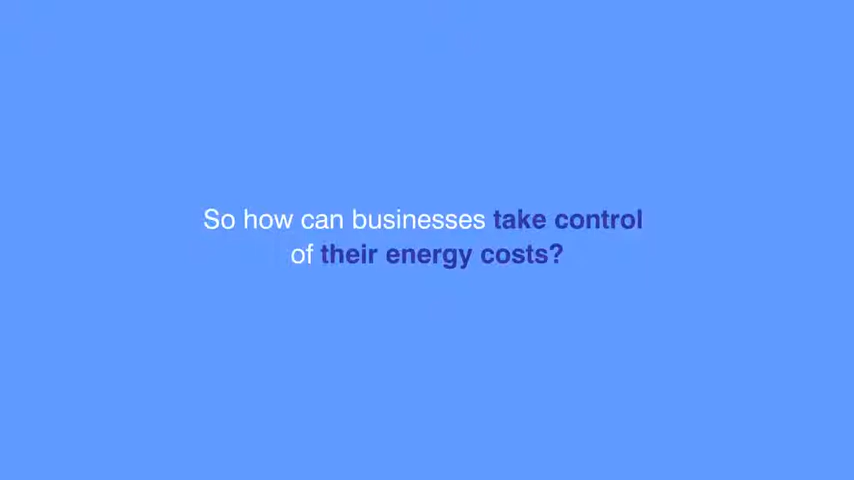 So how can businesses take control
of their energy costs?